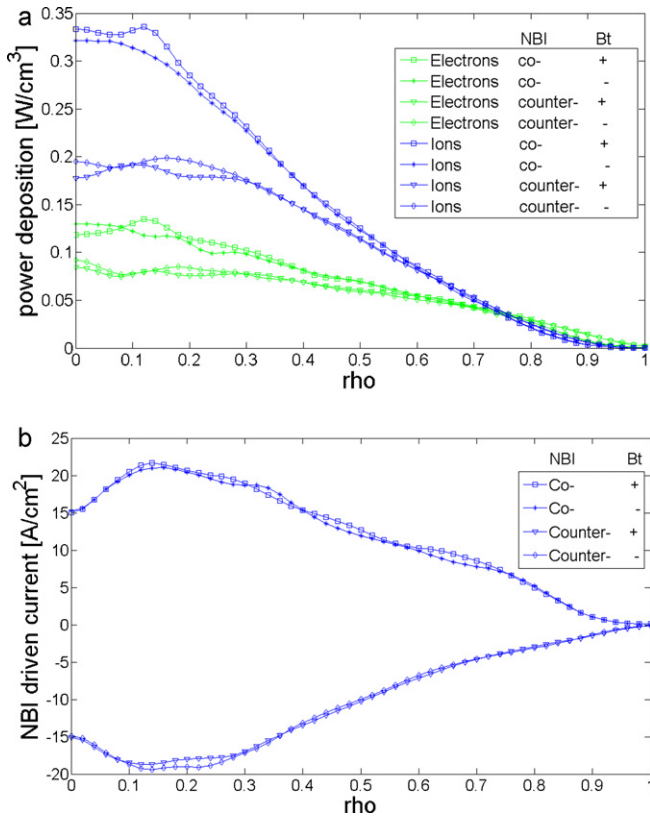 a
power deposition [W/cm³]
0.35
0.3
0.25
0.2
0.15
0.1
0.05
0
NBI Bt
Electrons co- +
Electrons co- -
Electrons counter- +
Electrons counter- -
Ions co- +
Ions co- -
Ions counter- +
Ions counter- -
0 0.1 0.2 0.3 0.4 0.5 0.6 0.7 0.8 0.9 1
rho
b
NBI driven current [A/cm²]
25
20
15
10
5
0
-5
-10
-15
-20
NBI Bt
Co- +
Co- -
Counter- +
Counter- -
0 0.1 0.2 0.3 0.4 0.5 0.6 0.7 0.8 0.9 1
rho